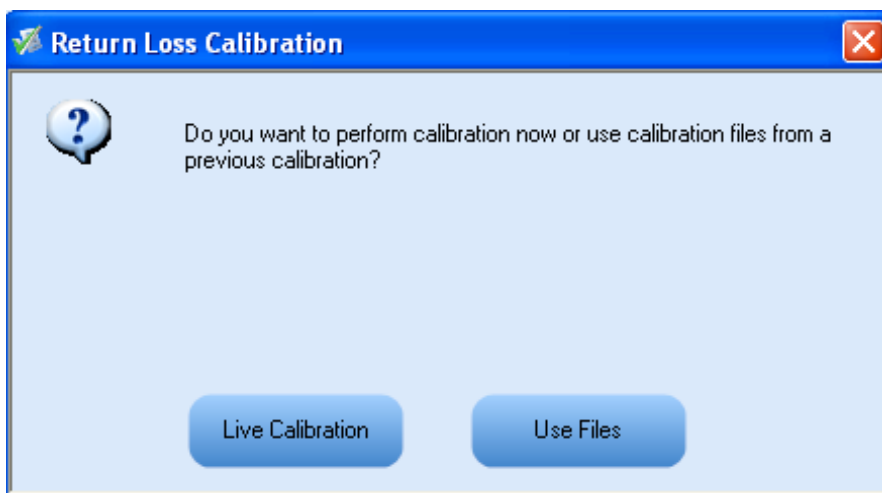 Return Loss Calibration
Do you want to perform calibration now or use calibration files from a
previous calibration?
Live Calibration
Use Files